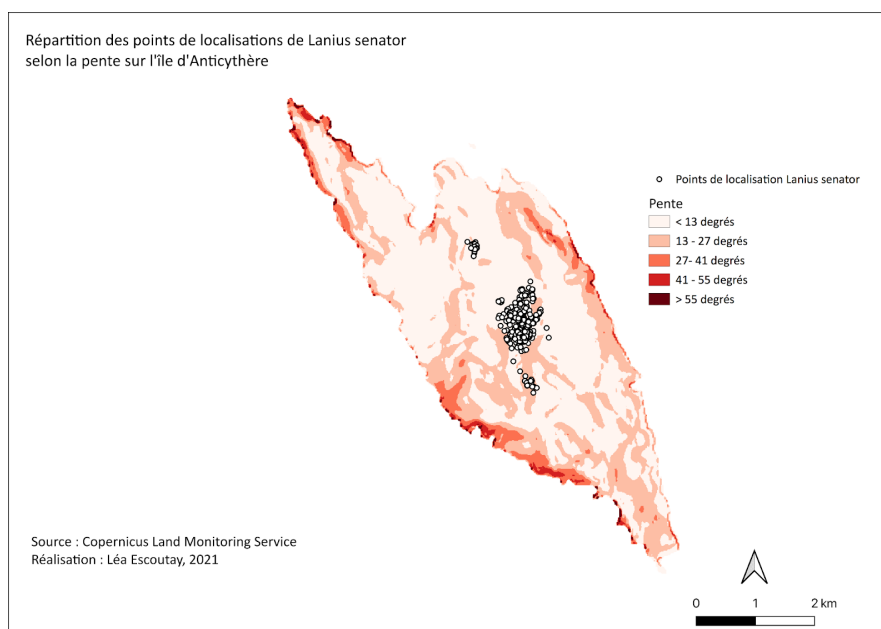 Répartition des points de localisations de Lanius senator
selon la pente sur l'île d'Anticythère
Points de localisation Lanius senator
Pente
< 13 degrés
13 - 27 degrés
27- 41 degrés
41 - 55 degrés
> 55 degrés
Source : Copernicus Land Monitoring Service
Réalisation : Léa Escoutay, 2021
0 1 2 km